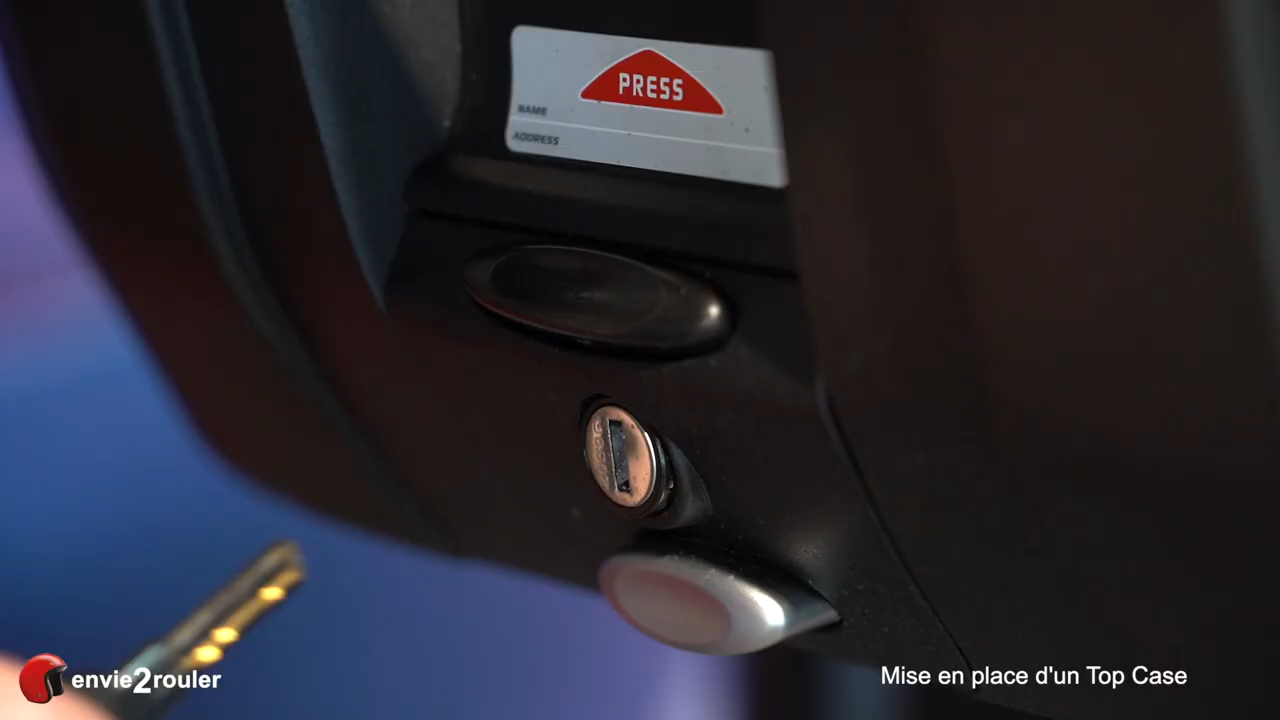 PRESS
NAME
ADDRESS
envie2rouler
Mise en place d'un Top Case